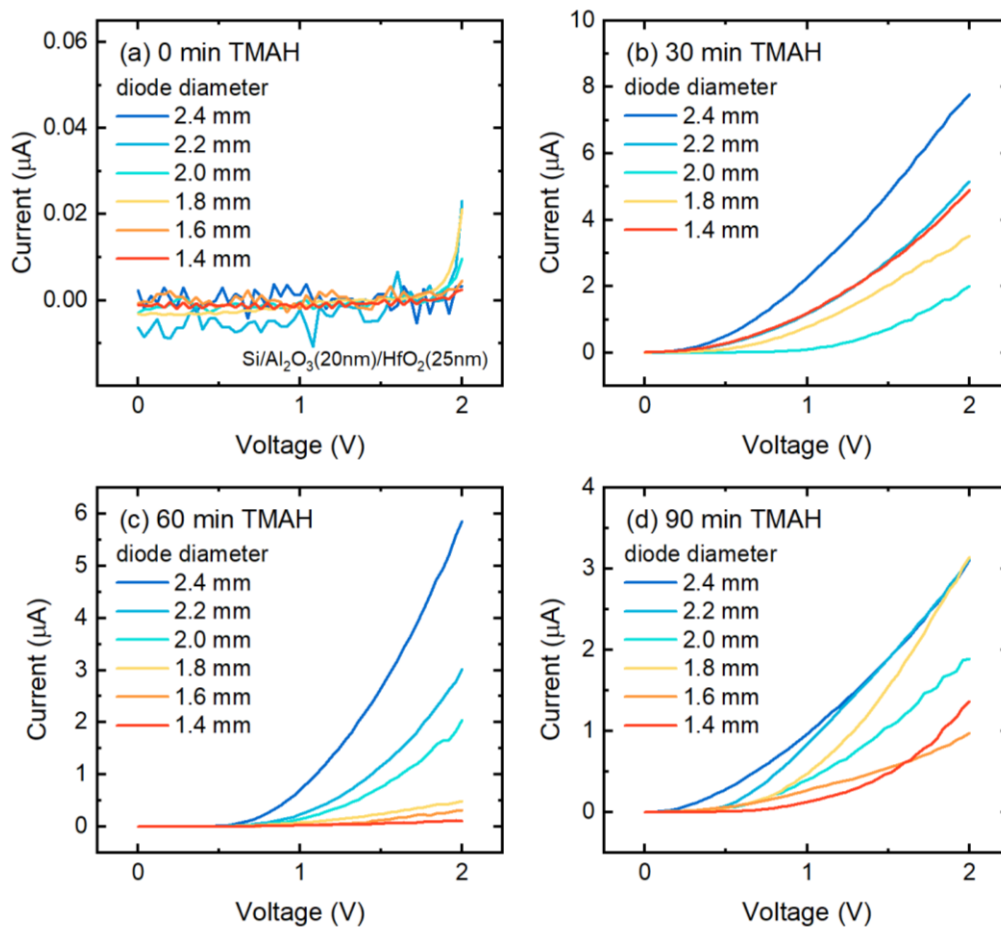 (a) 0 min TMAH
diode diameter
2.4 mm
2.2 mm
2.0 mm
1.8 mm
1.6 mm
1.4 mm
Si/Al₂O₃(20nm)/HfO₂(25nm)
0.06
0.04
0.02
0.00
Current (μA)
0
1
2
Voltage (V)
(b) 30 min TMAH
diode diameter
2.4 mm
2.2 mm
2.0 mm
1.8 mm
1.4 mm
10
8
6
4
2
0
Current (μA)
0
1
2
Voltage (V)
(c) 60 min TMAH
diode diameter
2.4 mm
2.2 mm
2.0 mm
1.8 mm
1.6 mm
1.4 mm
6
5
4
3
2
1
0
Current (μA)
0
1
2
Voltage (V)
(d) 90 min TMAH
diode diameter
2.4 mm
2.2 mm
2.0 mm
1.8 mm
1.6 mm
1.4 mm
4
3
2
1
0
Current (μA)
0
1
2
Voltage (V)